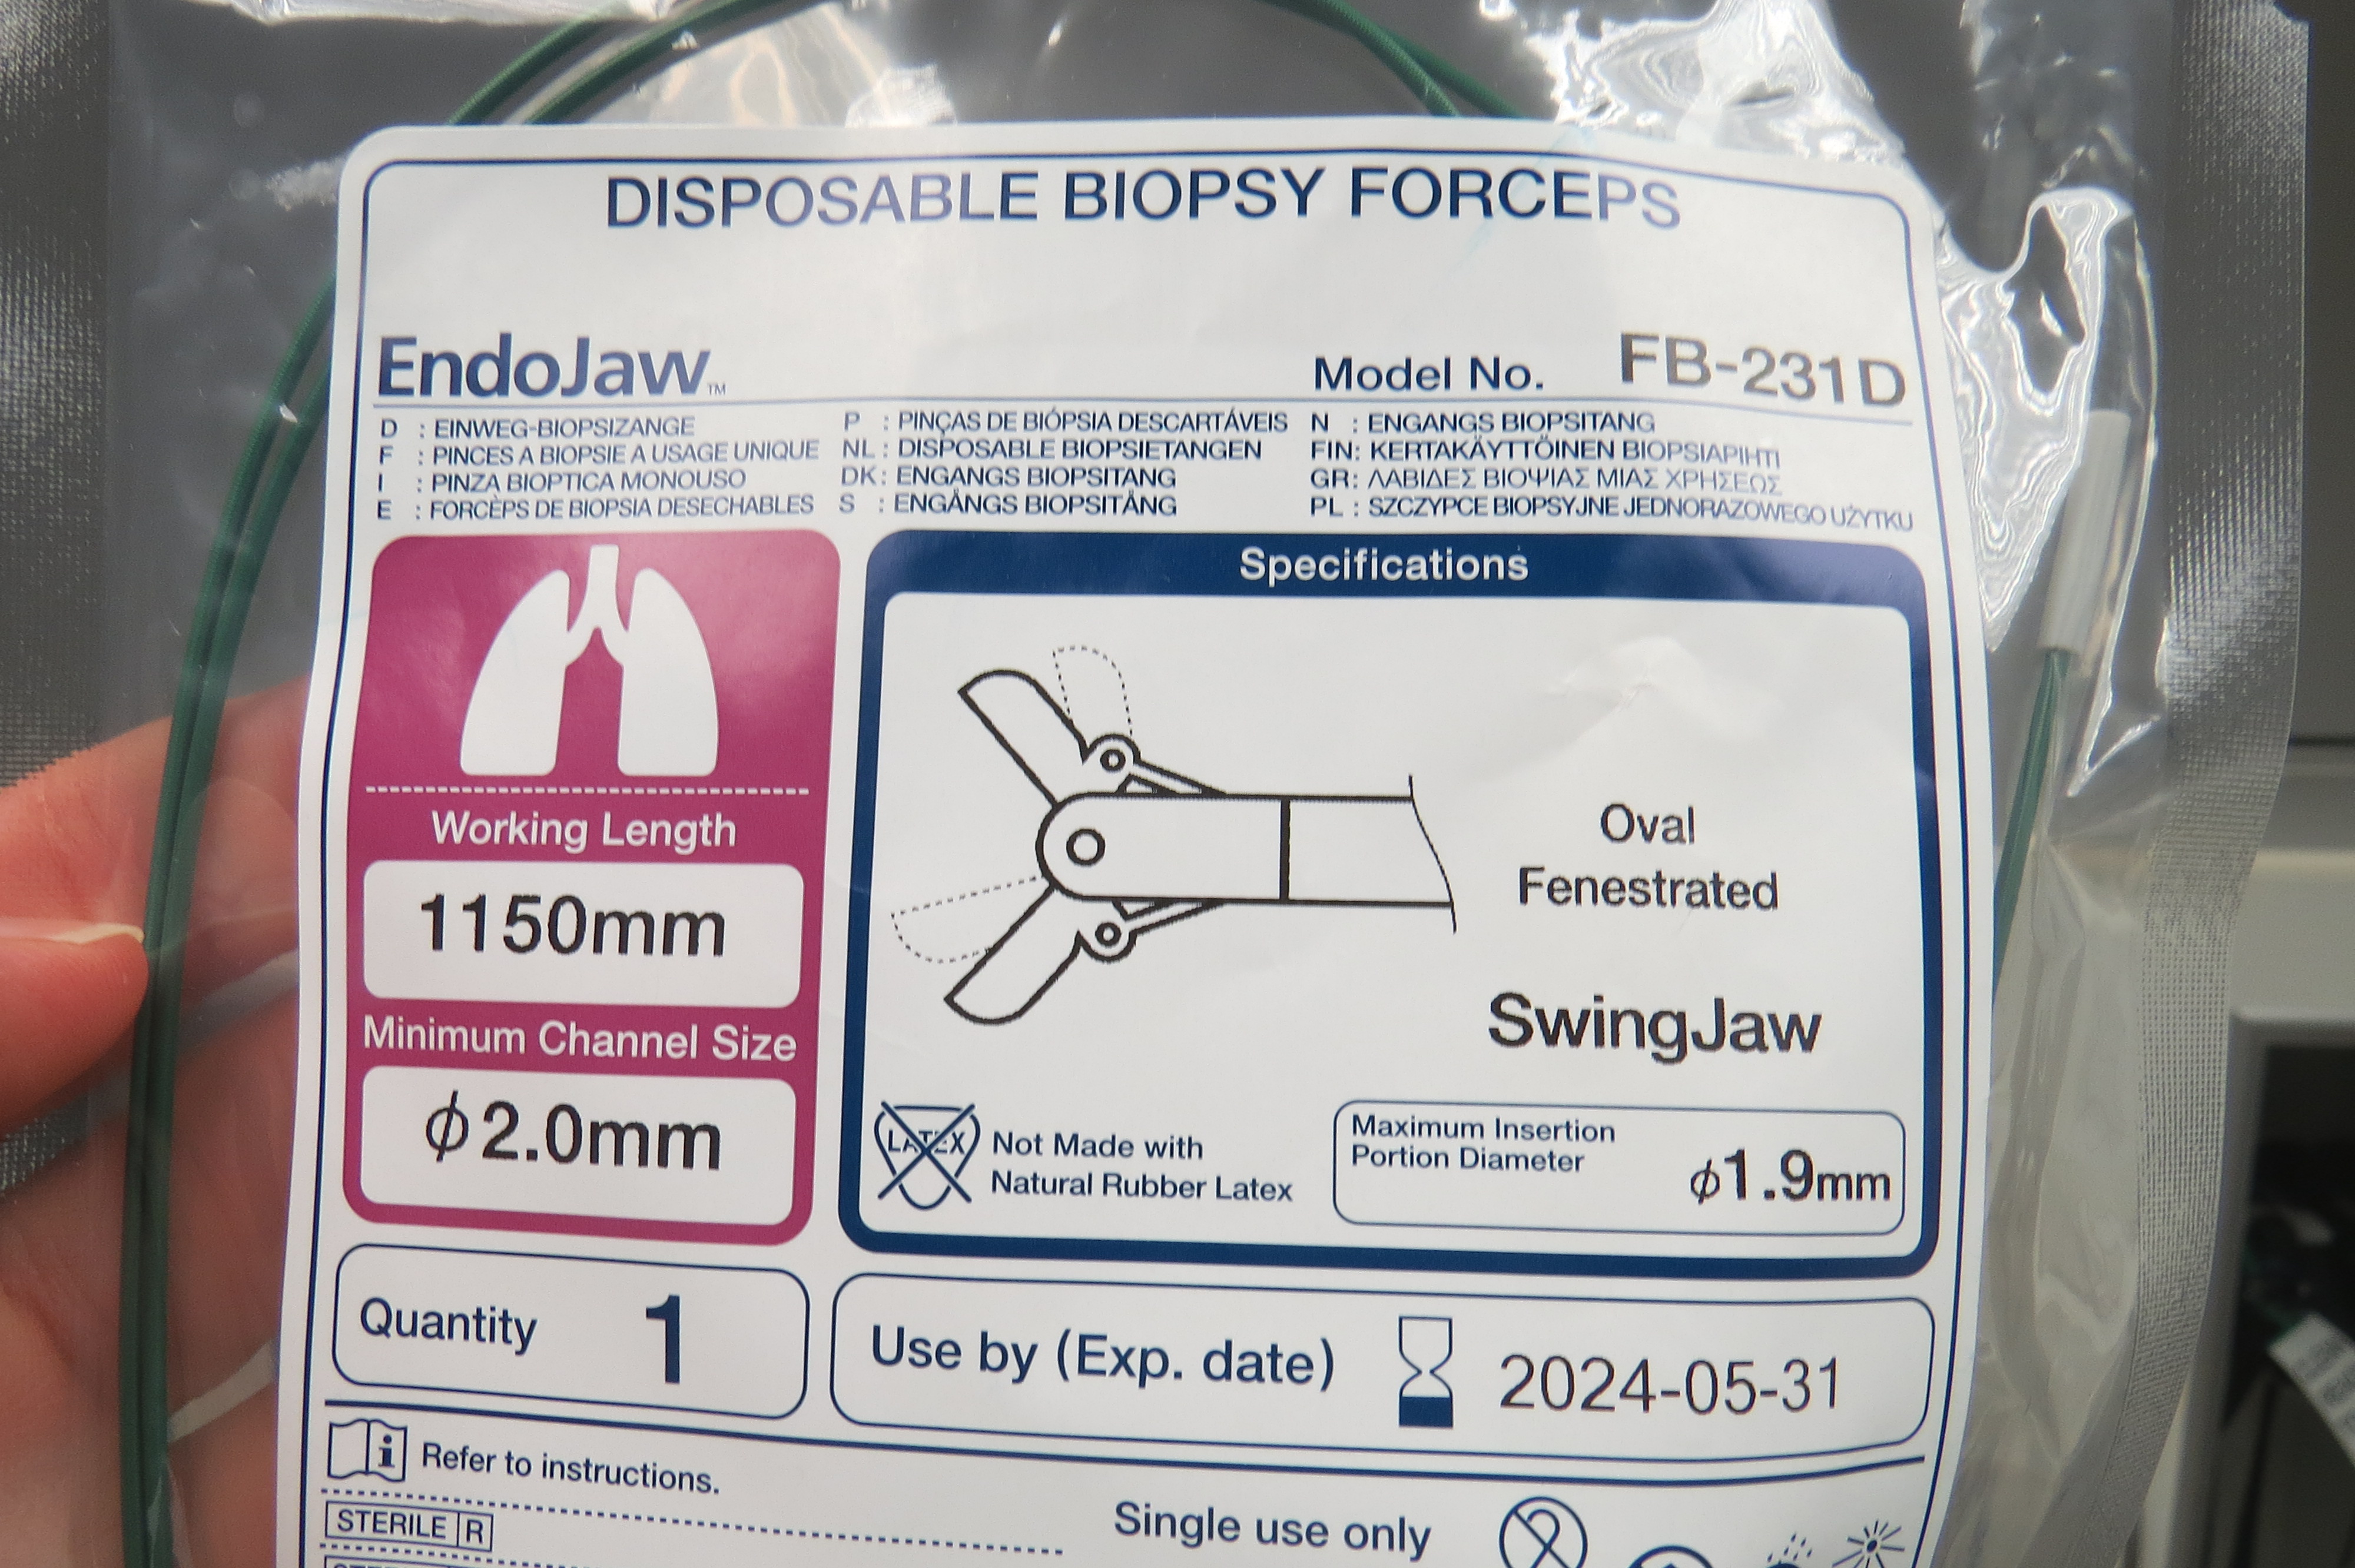 DISPOSABLE BIOPSY FORCEPS
EndoJaw™ Model No. FB-231D
D : EINWEG-BIOPSIZANGE
F : PINCES A BIOPSIE A USAGE UNIQUE
I : PINZA BIOPTICA MONOUSO
E : FORCÈPS DE BIOPSIA DESECHABLES
P : PINÇAS DE BIÓPSIA DESCARTÁVEIS
NL : DISPOSABLE BIOPSIETANGEN
DK : ENGANGS BIOPSITANG
S : ENGÅNGS BIOPSITÅNG
N : ENGANGS BIOPSITANG
FIN: KERTAKÄYTTÖINEN BIOPSIAPIHTI
GR: ΛΑΒΙΔΕΣ ΒΙΟΨΙΑΣ ΜΙΑΣ ΧΡΗΣΕΩΣ
PL : SZCZYPCE BIOPSYJNE JEDNORAZOWEGO UŻYTKU
Working Length
1150mm
Minimum Channel Size
ϕ2.0mm
Specifications
Oval
Fenestrated
SwingJaw
LATEX
Not Made with
Natural Rubber Latex
Maximum Insertion
Portion Diameter
ϕ1.9mm
Quantity 1
Use by (Exp. date) 2024-05-31
Refer to instructions.
STERILE R
Single use only
2